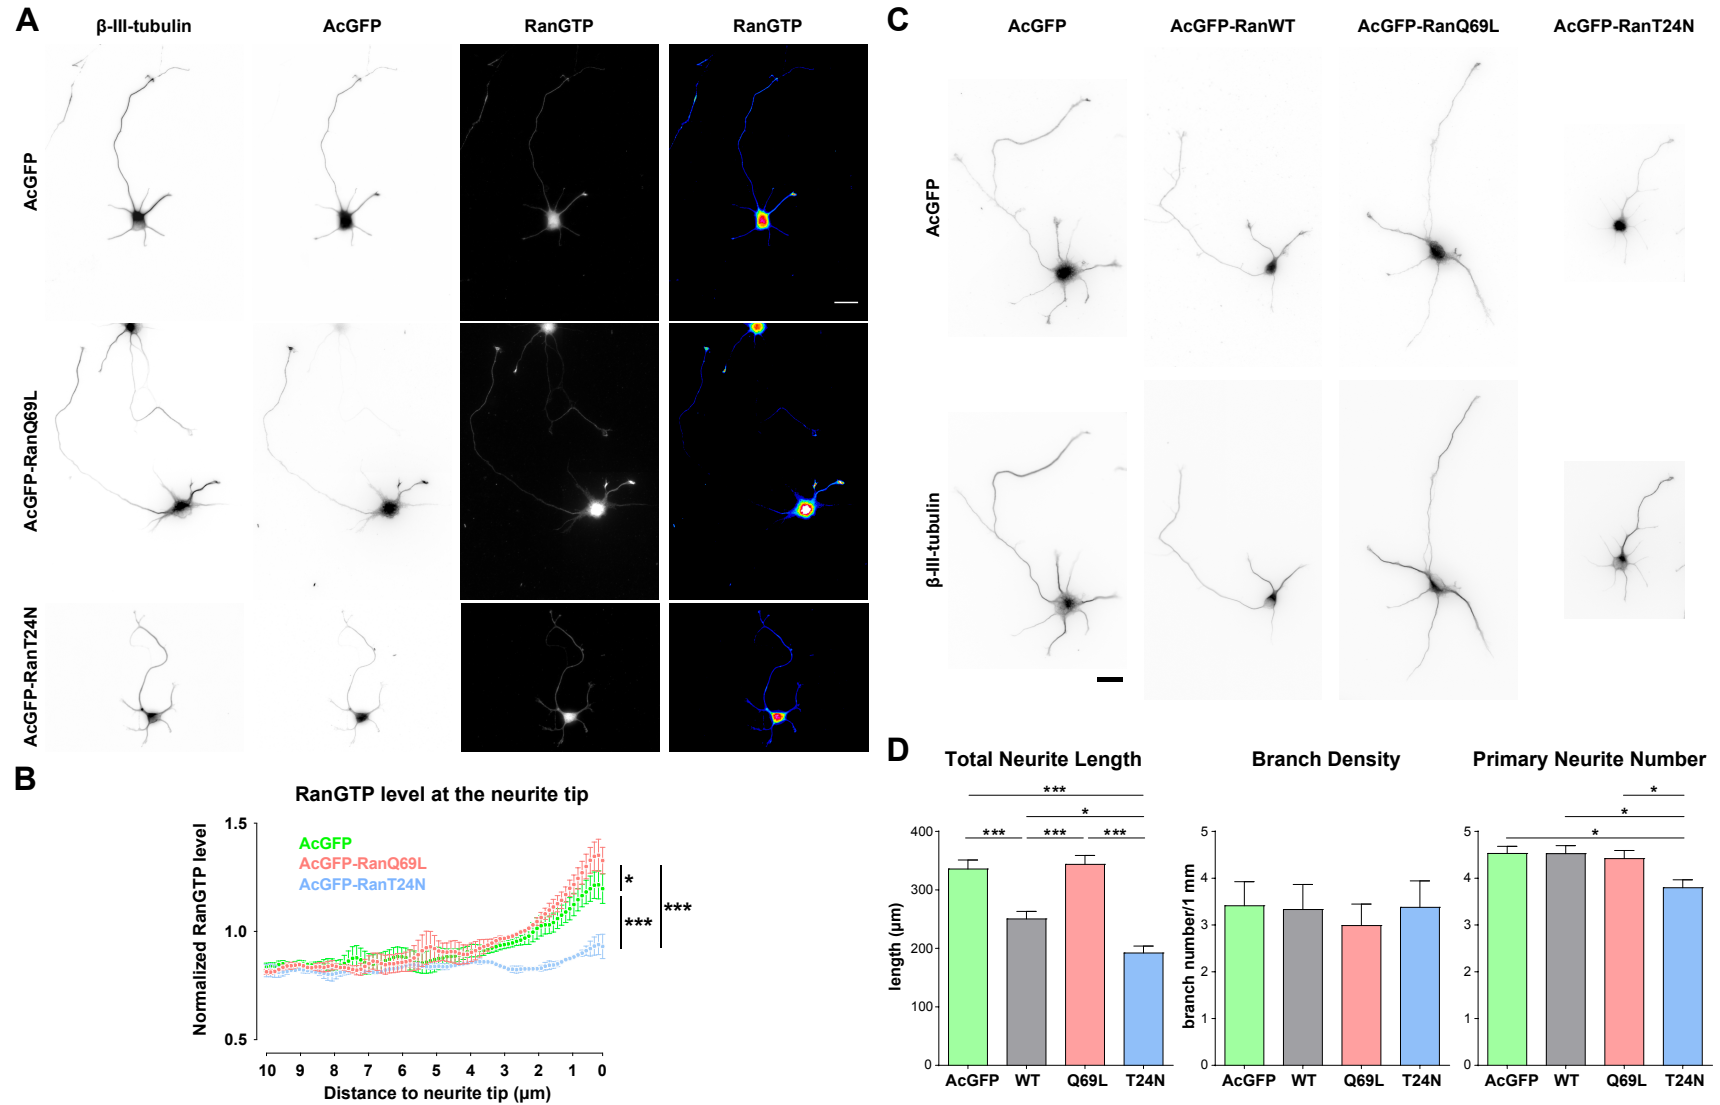 A
β-III-tubulin AcGFP RanGTP RanGTP
AcGFP
AcGFP-RanQ69L
AcGFP-RanT24N
B
RanGTP level at the neurite tip
AcGFP
AcGFP-RanQ69L
AcGFP-RanT24N
Normalized RanGTP level
1.5
1.0
0.5
* *** ***
10 9 8 7 6 5 4 3 2 1 0
Distance to neurite tip (µm)
C
AcGFP AcGFP-RanWT AcGFP-RanQ69L AcGFP-RanT24N
AcGFP
β-III-tubulin
D
Total Neurite Length
***
*
*** *** ***
length (µm)
400
300
200
100
0
AcGFP WT Q69L T24N
Branch Density
branch number/1 mm
5
4
3
2
1
0
AcGFP WT Q69L T24N
Primary Neurite Number
*
*
*
5
4
3
2
1
0
AcGFP WT Q69L T24N